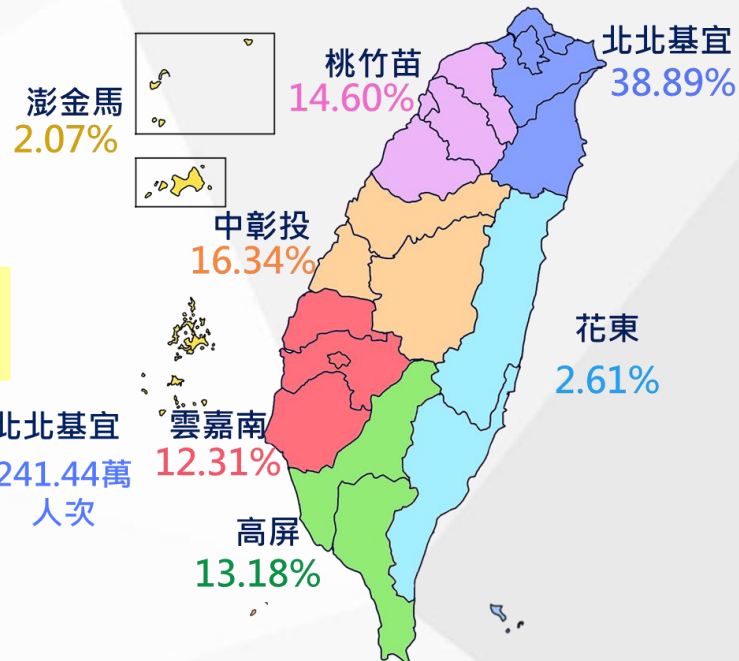 北北基宜
38.89%
桃竹苗
14.60%
澎金馬
2.07%
中彰投
16.34%
花東
2.61%
北北基宜
241.44萬
人次
雲嘉南
12.31%
高屏
13.18%